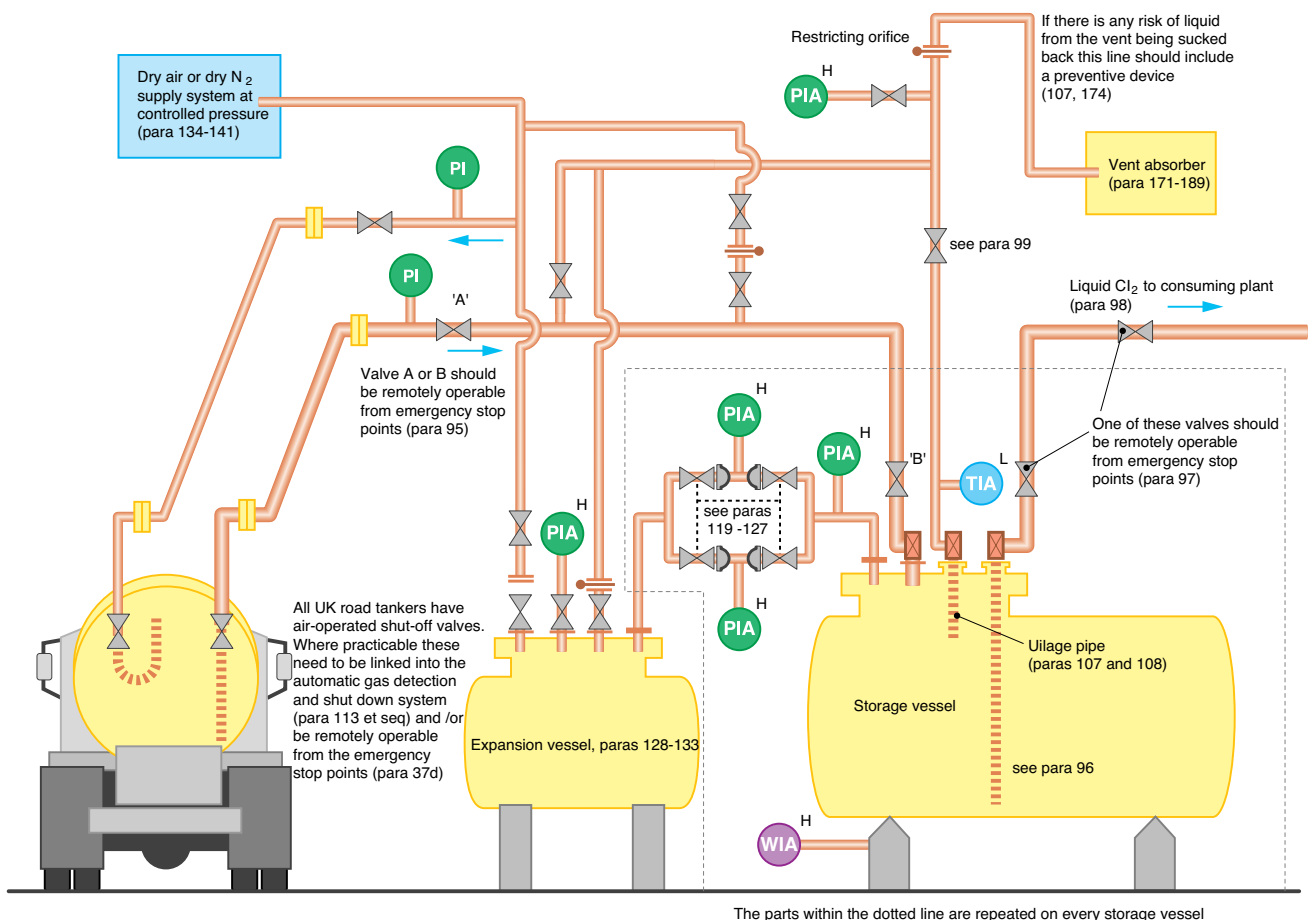 Restricting orifice
If there is any risk of liquid
from the vent being sucked
back this line should include
a preventive device
(107, 174)
H
PIA
Dry air or dry N2
supply system at
controlled pressure
(para 134-141)
PI
Vent absorber
(para 171-189)
see para 99
PI
'A'
Liquid Cl2 to consuming plant
(para 98)
Valve A or B should
be remotely operable
from emergency stop
points (para 95)
H
PIA
H
PIA
'B'
L
TIA
One of these valves should
be remotely operable
from emergency stop
points (para 97)
see paras
119 -127
H
PIA
H
PIA
All UK road tankers have
air-operated shut-off valves.
Where practicable these
need to be linked into the
automatic gas detection
and shut down system
(para 113 et seq) and /or
be remotely operable
from the emergency
stop points (para 37d)
Uilage pipe
(paras 107 and 108)
Storage vessel
Expansion vessel, paras 128-133
see para 96
H
WIA
The parts within the dotted line are repeated on every storage vessel